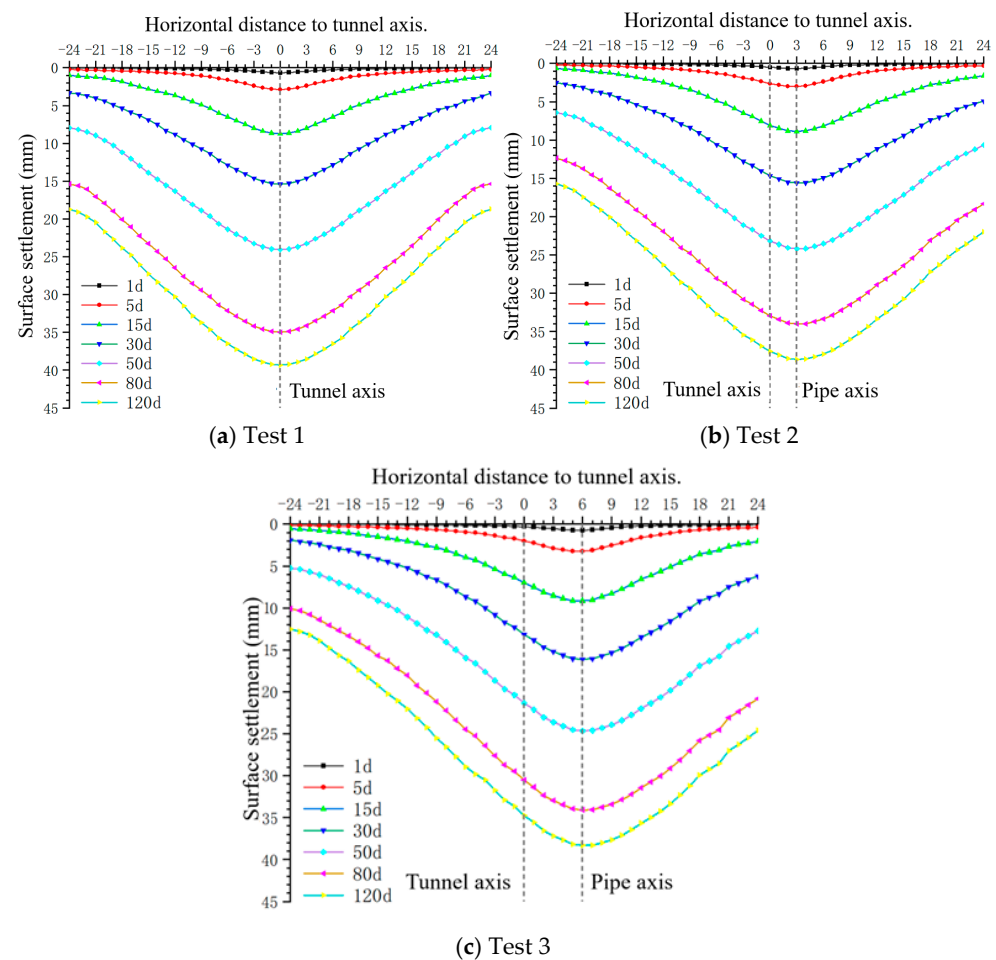 Horizontal distance to tunnel axis.
-24 -21 -18 -15 -12 -9 -6 -3 0 3 6 9 12 15 18 21 24
0
5
10
15
20
25
30
35
40
45
Surface settlement (mm)
1d
5d
15d
30d
50d
80d
120d
Tunnel axis
(a) Test 1
Horizontal distance to tunnel axis.
-24 -21 -18 -15 -12 -9 -6 -3 0 3 6 9 12 15 18 21 24
0
5
10
15
20
25
30
35
40
45
Surface settlement (mm)
1d
5d
15d
30d
50d
80d
120d
Tunnel axis
Pipe axis
(b) Test 2
Horizontal distance to tunnel axis.
-24 -21 -18 -15 -12 -9 -6 -3 0 3 6 9 12 15 18 21 24
0
5
10
15
20
25
30
35
40
45
Surface settlement (mm)
1d
5d
15d
30d
50d
80d
120d
Tunnel axis
Pipe axis
(c) Test 3